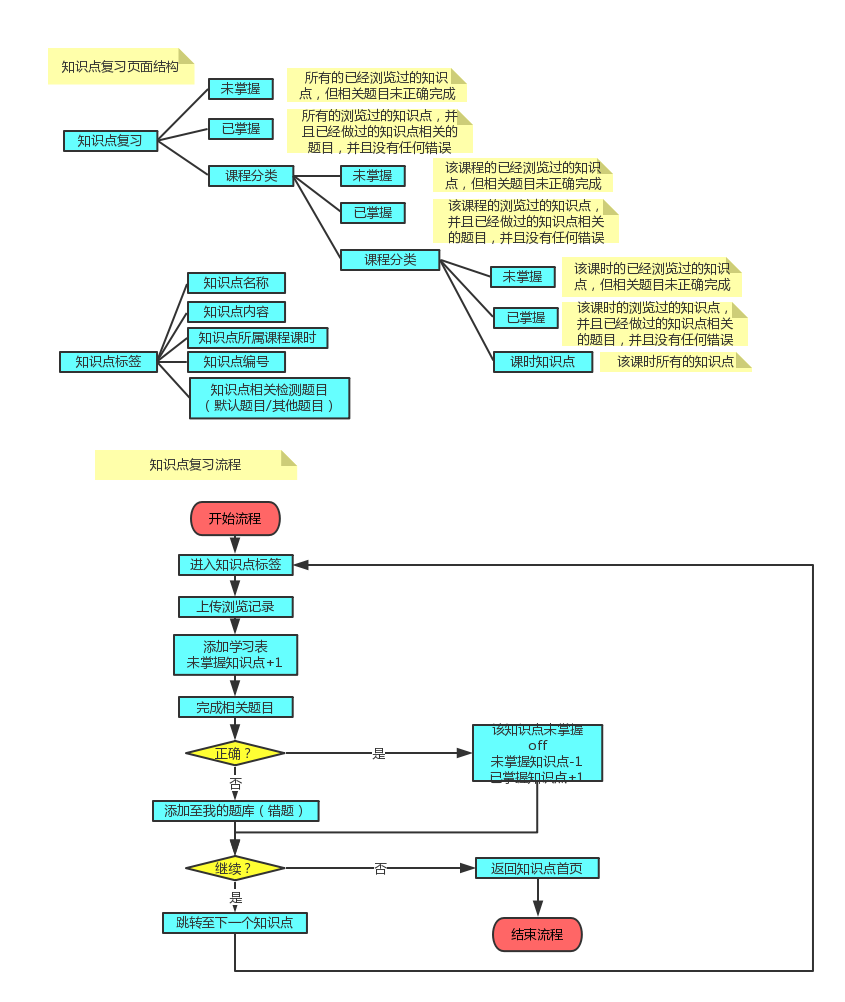 知识点复习页面结构
未掌握
所有的已经浏览过的知识
点，但相关题目未正确完成
已掌握
所有的浏览过的知识点，并
且已经做过的知识点相关的
题目，并且没有任何错误
知识点复习
课程分类
未掌握
该课程的已经浏览过的知识
点，但相关题目未正确完成
已掌握
该课程的浏览过的知识点，
并且已经做过的知识点相关
的题目，并且没有任何错误
课程分类
未掌握
该课时的已经浏览过的知识
点，但相关题目未正确完成
已掌握
该课时的浏览过的知识点，
并且已经做过的知识点相关
的题目，并且没有任何错误
课时知识点
该课时所有的知识点
知识点标签
知识点名称
知识点内容
知识点所属课程课时
知识点编号
知识点相关检测题目
（默认题目/其他题目）
知识点复习流程
开始流程
进入知识点标签
上传浏览记录
添加学习表
未掌握知识点+1
完成相关题目
正确？
是
该知识点未掌握
off
未掌握知识点-1
已掌握知识点+1
否
添加至我的题库（错题）
继续？
否
返回知识点首页
是
跳转至下一个知识点
结束流程